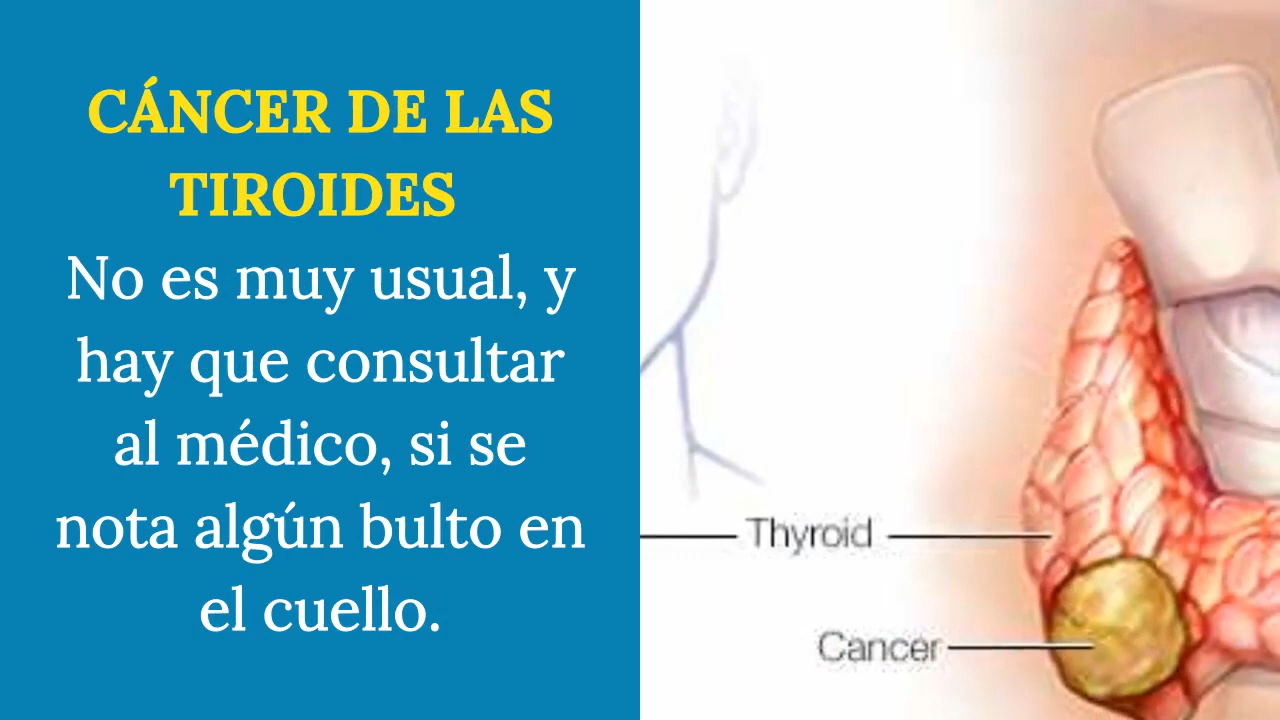 CÁNCER DE LAS
TIROIDES
No es muy usual, y
hay que consultar
al médico, si se
nota algún bulto en
el cuello.
Thyroid
Cancer